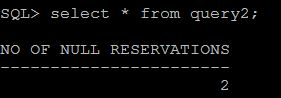 SQL> select * from query2;
NO OF NULL RESERVATIONS
-----------------------
2